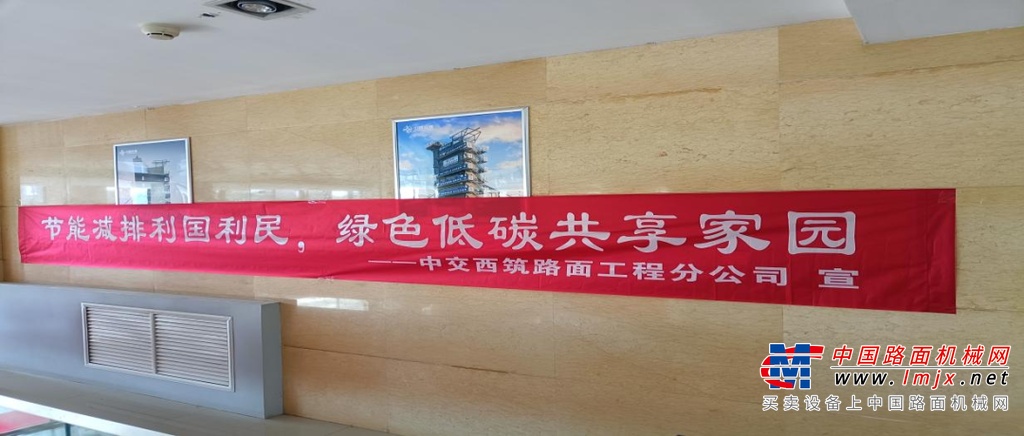 节能减排利国利民，绿色低碳共享家园
——中交西筑路面工程分公司 宣
中国路面机械网
www.lmjx.net
买卖设备上中国路面机械网